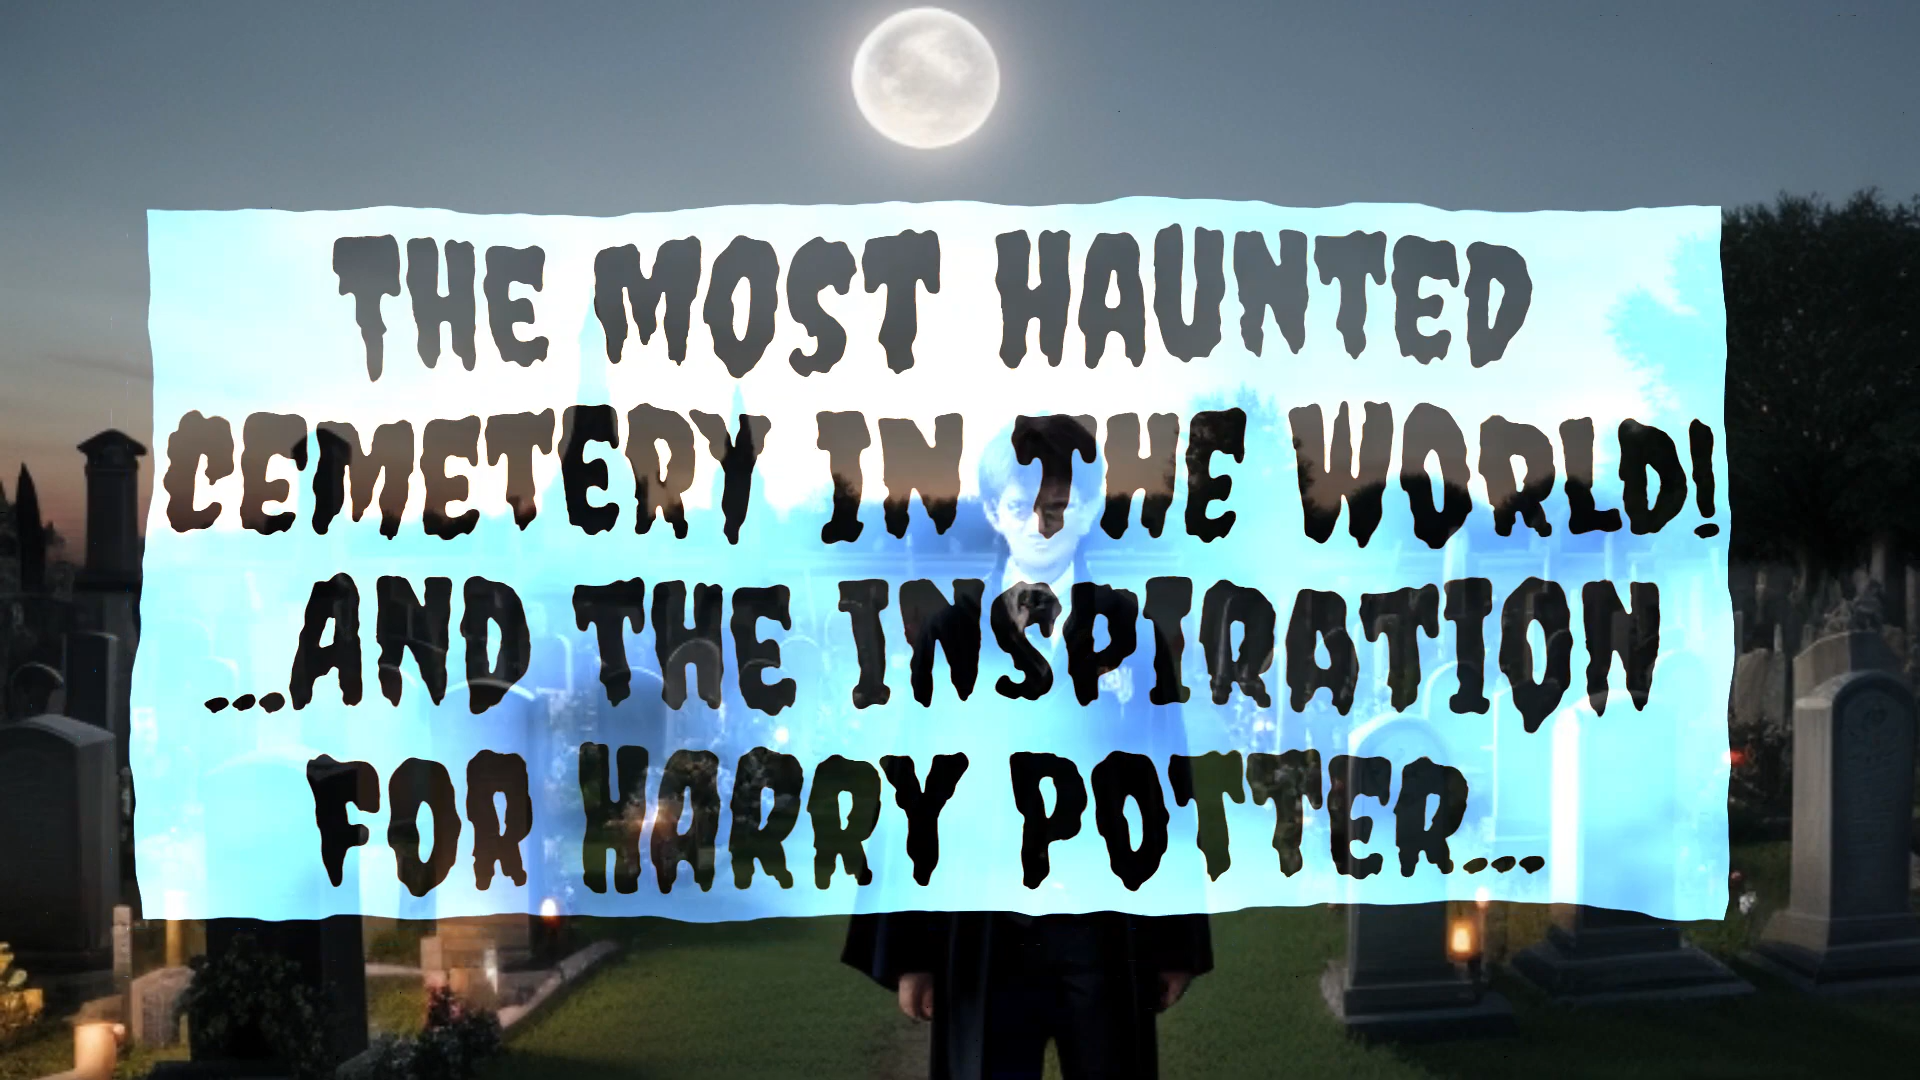 THE MOST HAUNTED
CEMETERY IN THE WORLD!
...AND THE INSPIRATION
FOR HARRY POTTER...